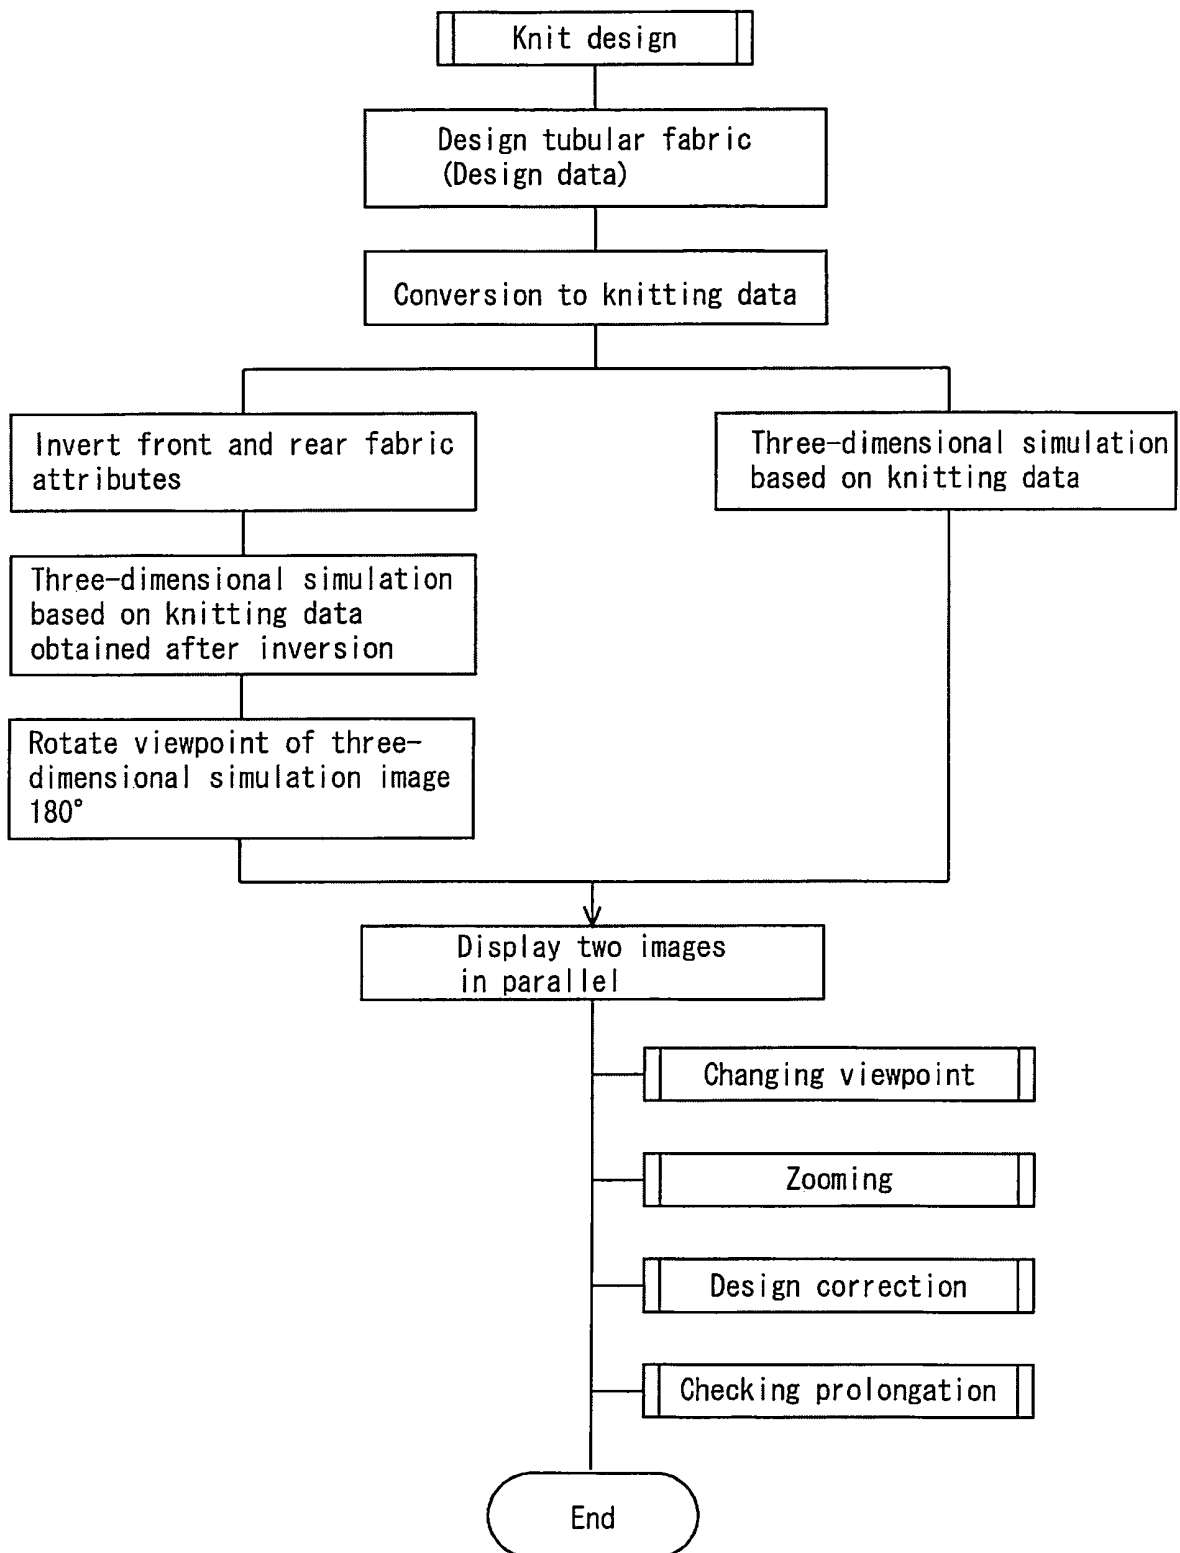 Knit design
Design tubular fabric
(Design data)
Conversion to knitting data
Invert front and rear fabric
attributes
Three-dimensional simulation
based on knitting data
obtained after inversion
Rotate viewpoint of three-
dimensional simulation image
180°
Three-dimensional simulation
based on knitting data
Display two images
in parallel
Changing viewpoint
Zooming
Design correction
Checking prolongation
End